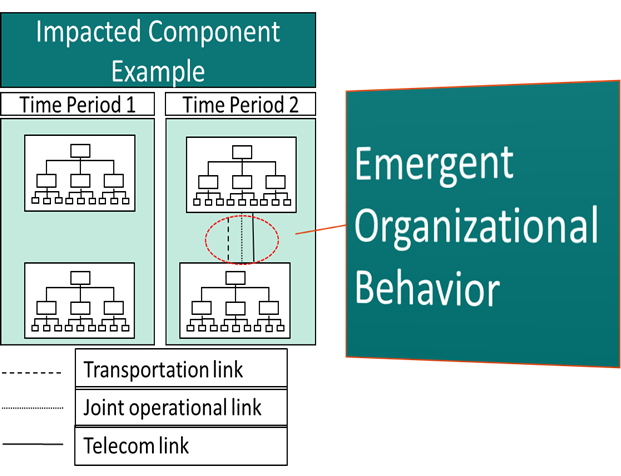 Impacted Component
Example
Time Period 1
Time Period 2
Emergent
Organizational
Behavior
Transportation link
Joint operational link
Telecom link